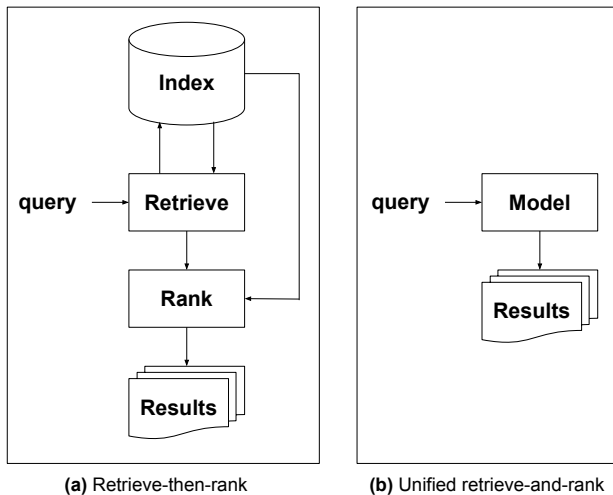 Index
query
Retrieve
Rank
Results
(a) Retrieve-then-rank
query
Model
Results
(b) Unified retrieve-and-rank